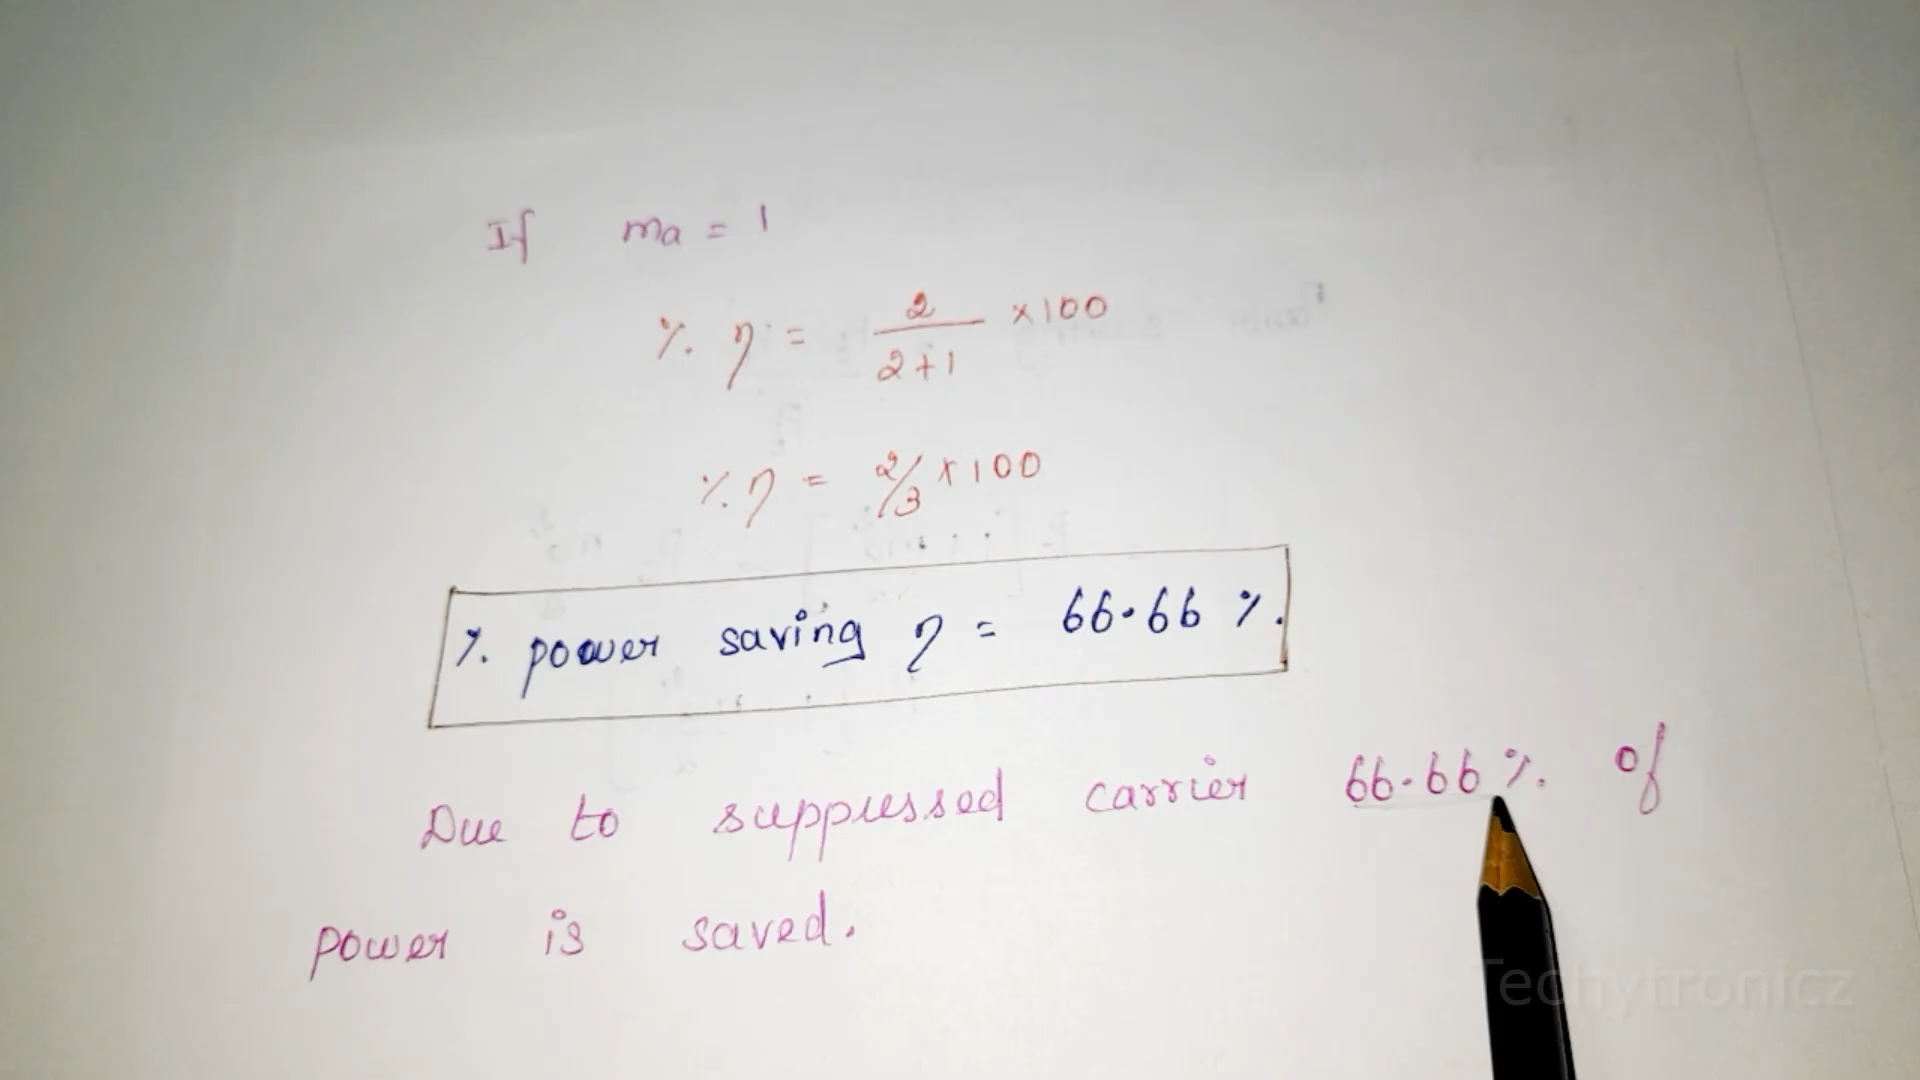 If ma = 1
% η = 2/2+1 ×100
% η = 2/3 ×100
% power saving η = 66.66 %.
Due to suppressed carrier 66.66 % of
power is saved.
Techytronicz